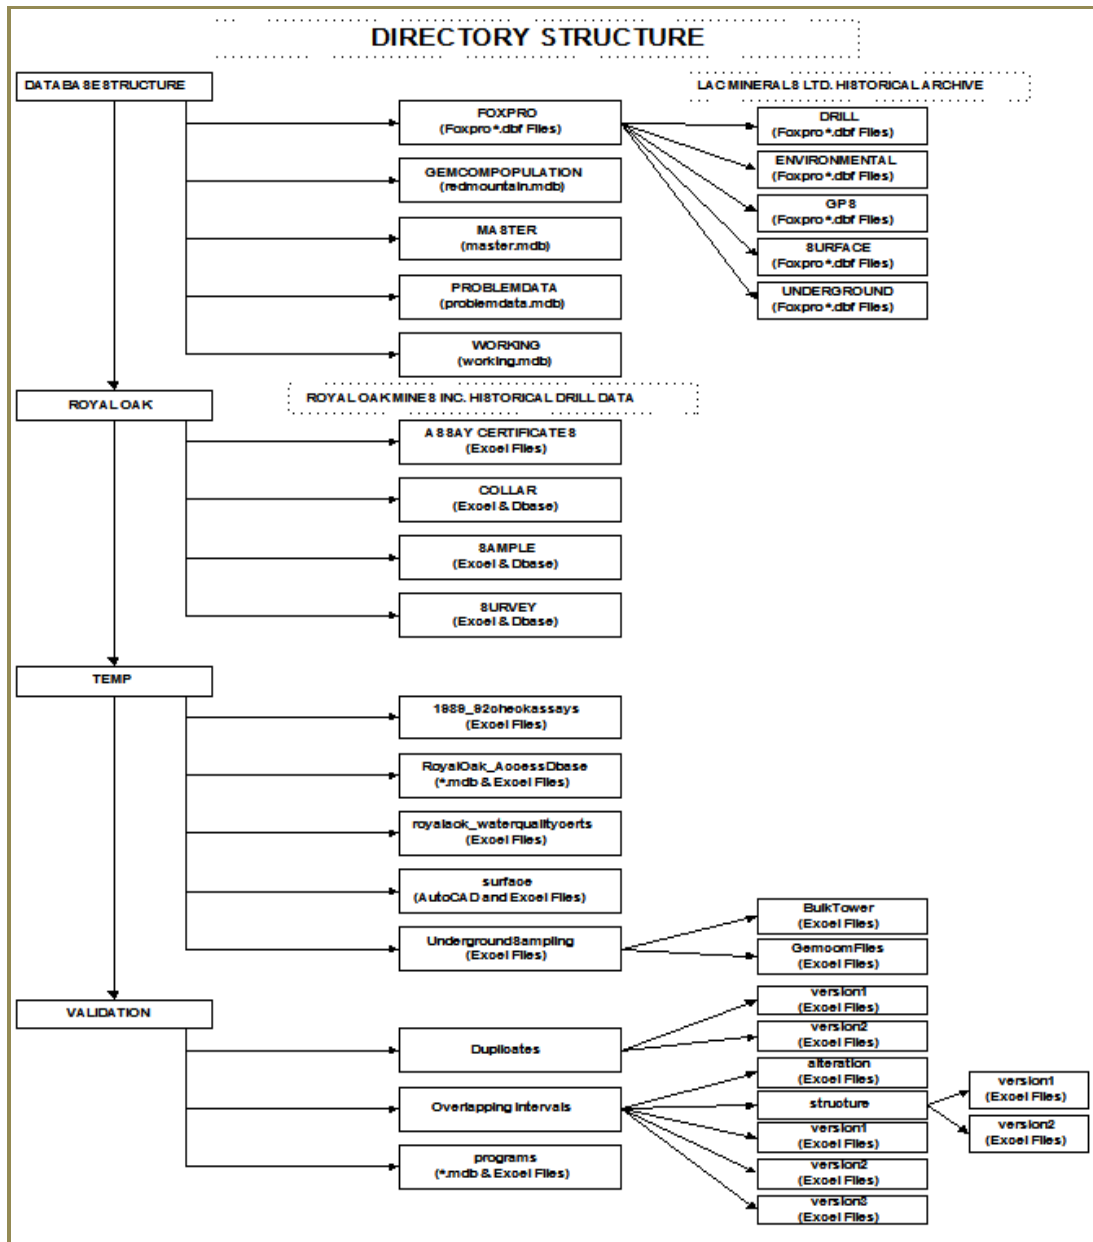 DIRECTORY STRUCTURE
DATABASE STRUCTURE
LAC MINERALS LTD. HISTORICAL ARCHIVE
FOXPRO
(Foxpro *.dbf Files)
DRILL
(Foxpro *.dbf Files)
ENVIRONMENTAL
(Foxpro *.dbf Files)
GEMCOMPOPULATION
(redmountain.mdb)
GPS
(Foxpro *.dbf Files)
MASTER
(master.mdb)
SURFACE
(Foxpro *.dbf Files)
PROBLEMDATA
(problemdata.mdb)
UNDERGROUND
(Foxpro *.dbf Files)
WORKING
(working.mdb)
ROYAL OAK
ROYAL OAK MINES INC. HISTORICAL DRILL DATA
ASSAY CERTIFICATES
(Excel Files)
COLLAR
(Excel & Dbase)
SAMPLE
(Excel & Dbase)
SURVEY
(Excel & Dbase)
TEMP
1989_92checkassays
(Excel Files)
RoyalOak_AccessDbase
(*.mdb & Excel Files)
royalaok_waterqualitycerts
(Excel Files)
surface
(AutoCAD and Excel Files)
UndergroundSampling
(Excel Files)
BulkTower
(Excel Files)
GemcomFiles
(Excel Files)
VALIDATION
Duplicates
version1
(Excel Files)
version2
(Excel Files)
Overlapping Intervals
alteration
(Excel Files)
structure
version1
(Excel Files)
version2
(Excel Files)
version1
(Excel Files)
version2
(Excel Files)
version3
(Excel Files)
programs
(*.mdb & Excel Files)